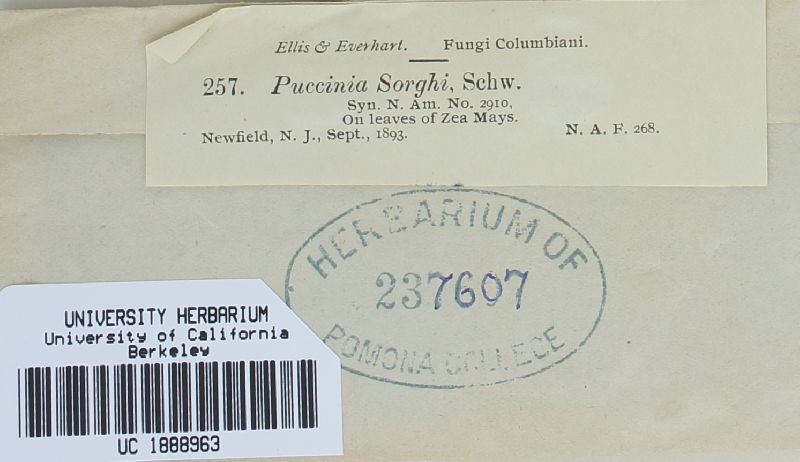 Ellis & Everhart. Fungi Columbiani.
257. Puccinia Sorghi, Schw.
Syn. N. Am. No. 2910,
On leaves of Zea Mays.
Newfield, N. J., Sept., 1893. N. A. F. 268.
HERBARIUM OF
237607
POMONA COLLEGE
UNIVERSITY HERBARIUM
University of California
Berkeley
UC 1888963